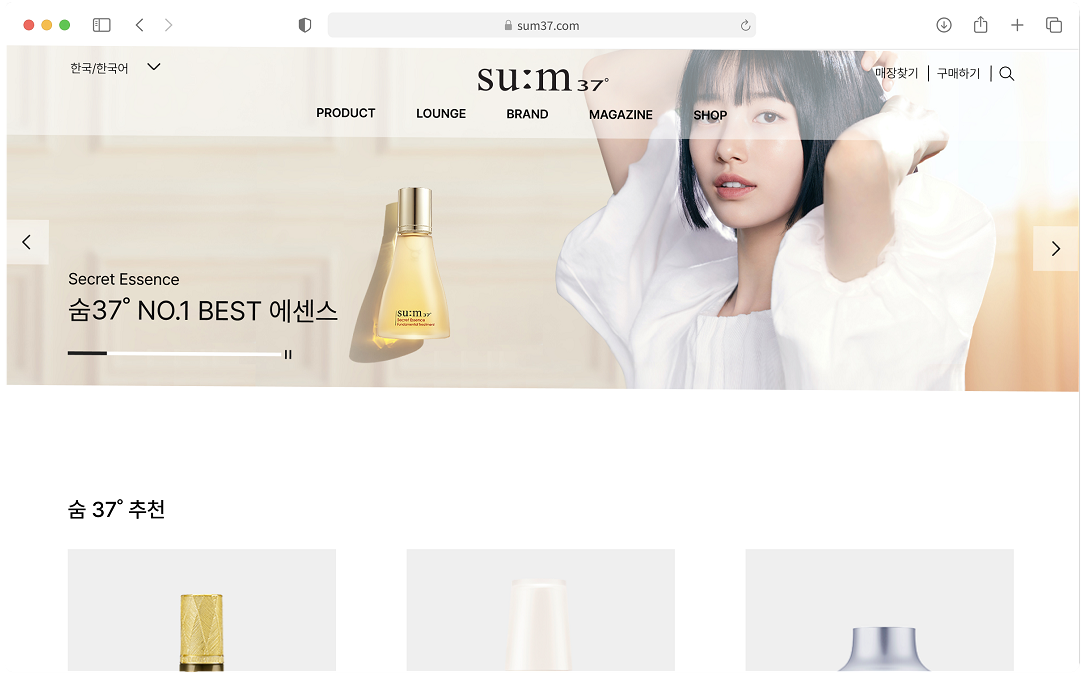 sum37.com
한국/한국어
su:m37°
매장찾기 | 구매하기
PRODUCT LOUNGE BRAND MAGAZINE SHOP
Secret Essence
숨37˚ NO.1 BEST 에센스
su:m37°
Secret Essence
Fundamental Treatment
숨 37˚ 추천